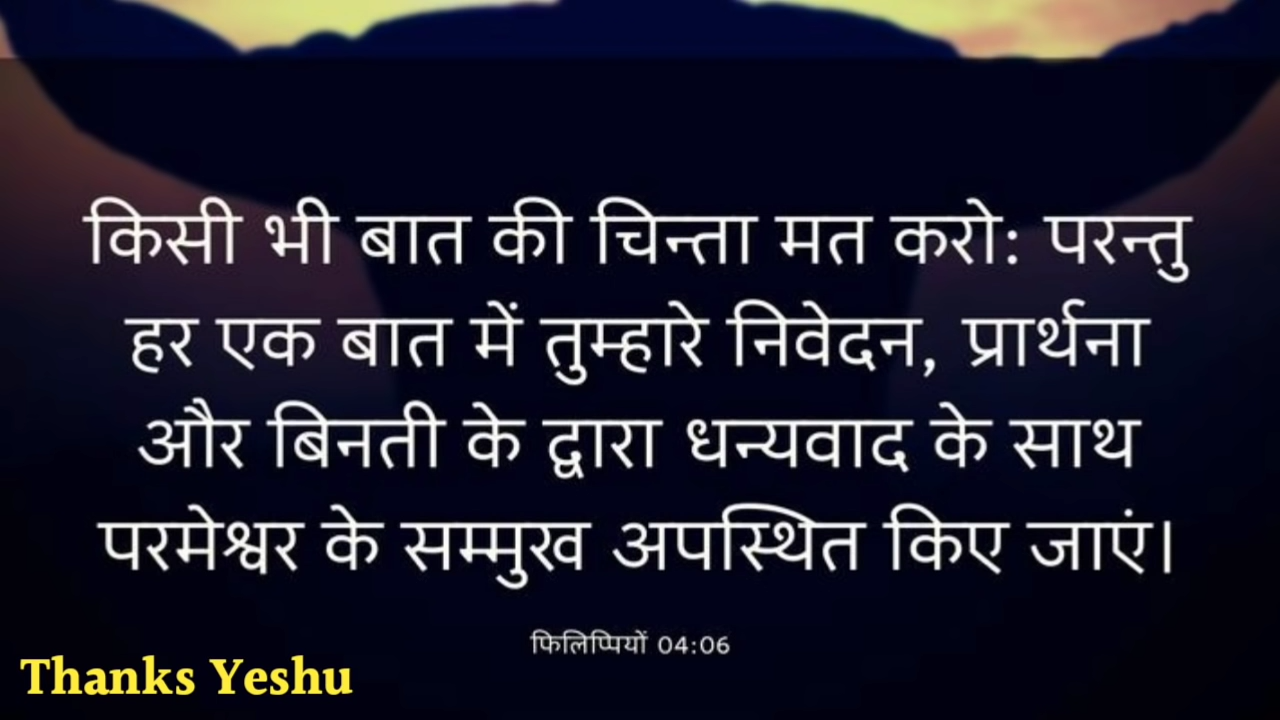 किसी भी बात की चिन्ता मत करो: परन्तु
हर एक बात में तुम्हारे निवेदन, प्रार्थना
और बिनती के द्वारा धन्यवाद के साथ
परमेश्वर के सम्मुख अपस्थित किए जाएं।
फिलिप्पियों 04:06
Thanks Yeshu